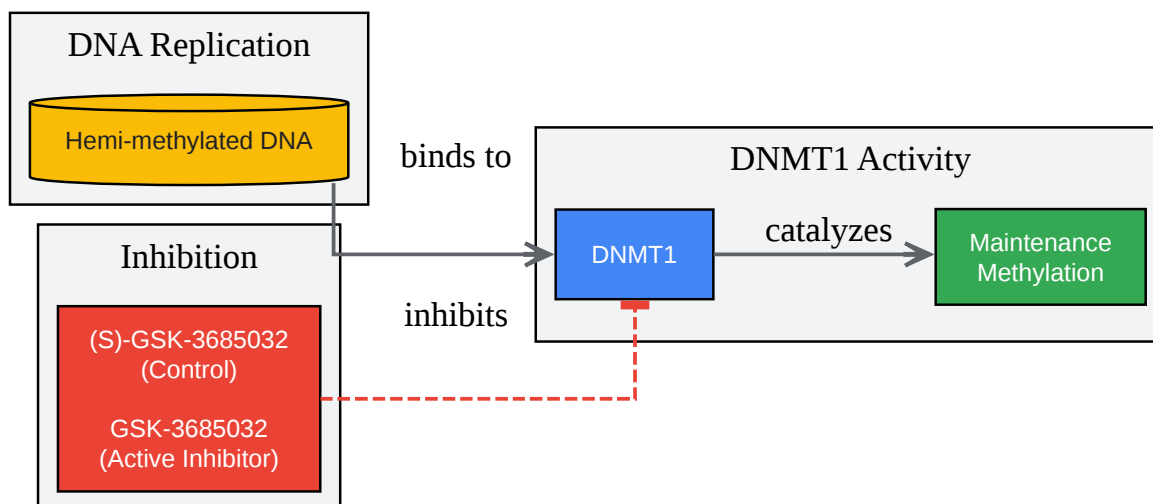 DNA Replication
Hemi-methylated DNA
binds to
DNMT1 Activity
DNMT1
catalyzes
Maintenance
Methylation
Inhibition
inhibits
(S)-GSK-3685032
(Control)
GSK-3685032
(Active Inhibitor)